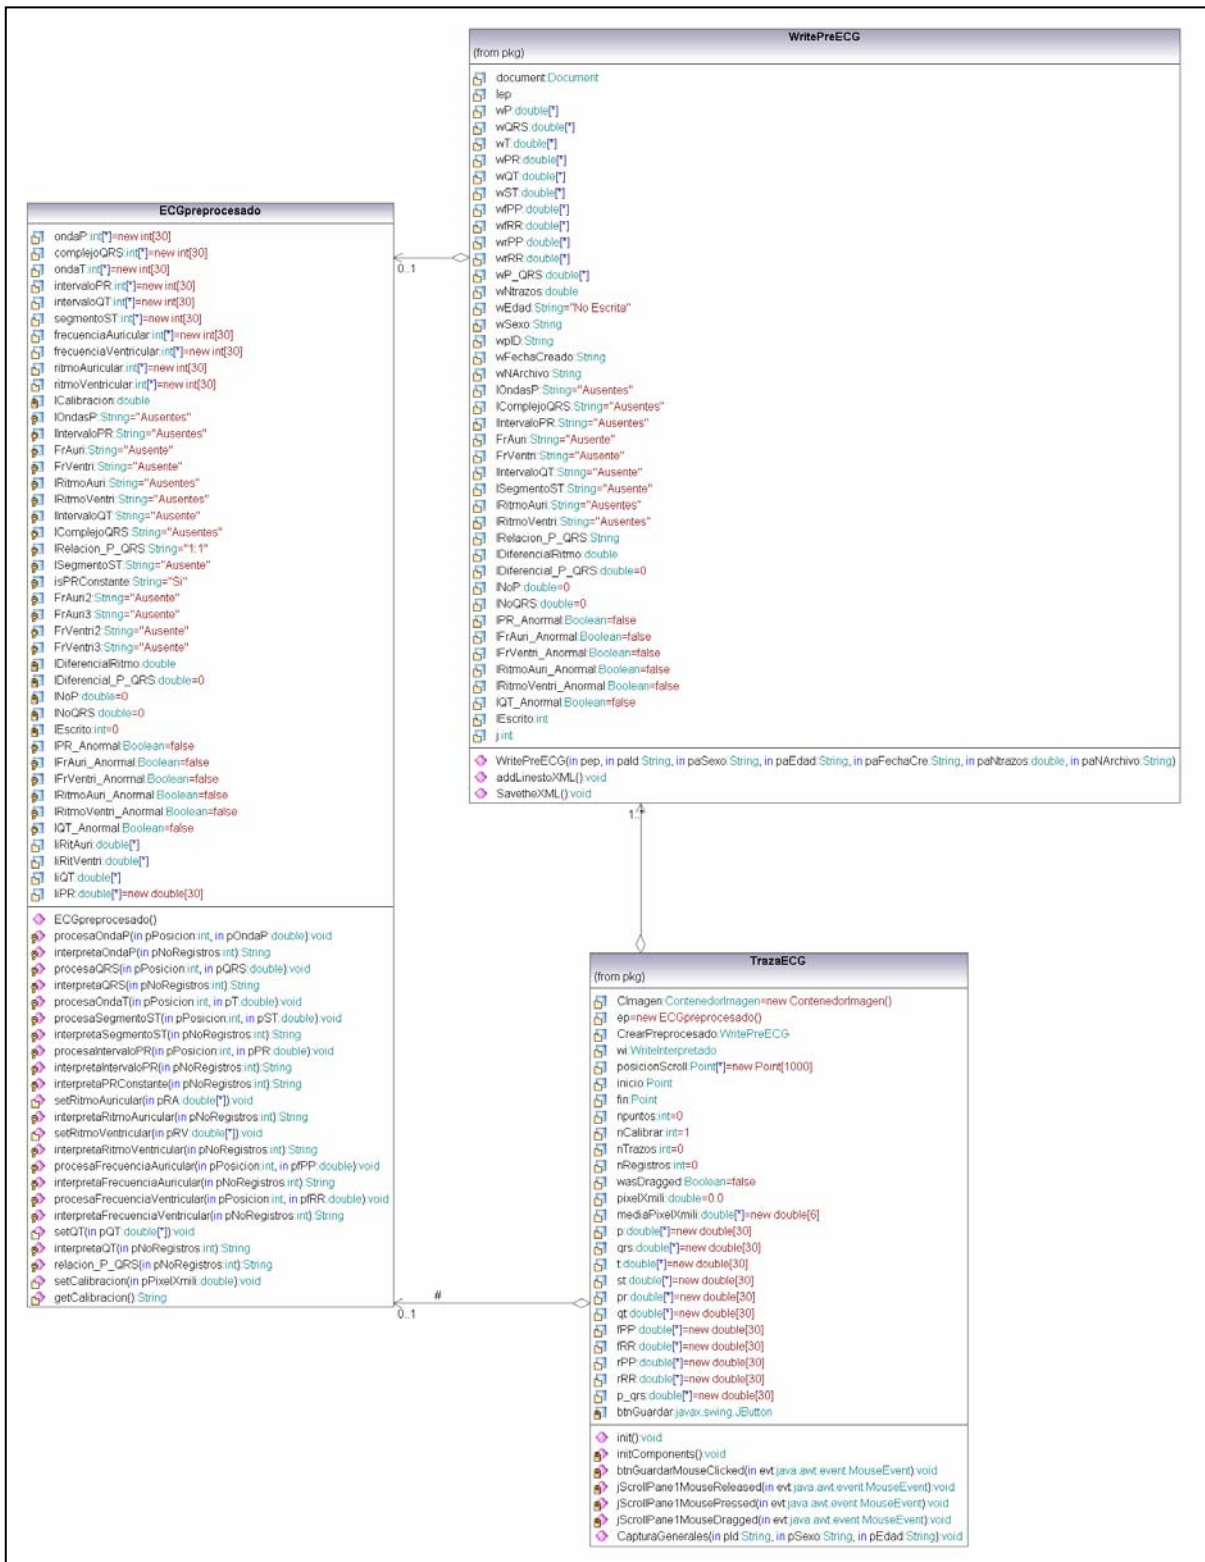 WritePreECG
(from pkg)
document:Document
lep
wP:double[*]
wQRS:double[*]
wT:double[*]
wPR:double[*]
wQT:double[*]
wST:double[*]
wfPP:double[*]
wfRR:double[*]
wrPP:double[*]
wrRR:double[*]
wP_QRS:double[*]
wNtrazos:double
wEdad:String="No Escrita"
wSexo:String
wpID:String
wFechaCreado:String
wNArchivo:String
lOndasP:String="Ausentes"
lComplejoQRS:String="Ausentes"
lIntervaloPR:String="Ausentes"
FrAuri:String="Ausente"
FrVentri:String="Ausente"
lIntervaloQT:String="Ausente"
lSegmentoST:String="Ausente"
lRitmoAuri:String="Ausentes"
lRitmoVentri:String="Ausentes"
lRelacion_P_QRS:String
lDiferencialRitmo:double
lDiferencial_P_QRS:double=0
lNoP:double=0
lNoQRS:double=0
lPR_Anormal:Boolean=false
lFrAuri_Anormal:Boolean=false
lFrVentri_Anormal:Boolean=false
lRitmoAuri_Anormal:Boolean=false
lRitmoVentri_Anormal:Boolean=false
lQT_Anormal:Boolean=false
lEscrito:int
j:int
WritePreECG(in pep, in paId:String, in paSexo:String, in paEdad:String, in paFechaCre:String, in paNtrazos:double, in paNArchivo:String)
addLinestoXML():void
SavetheXML():void
ECGpreprocesado
ondaP:int[*]=new int[30]
complejoQRS:int[*]=new int[30]
ondaT:int[*]=new int[30]
intervaloPR:int[*]=new int[30]
intervaloQT:int[*]=new int[30]
segmentoST:int[*]=new int[30]
frecuenciaAuricular:int[*]=new int[30]
frecuenciaVentricular:int[*]=new int[30]
ritmoAuricular:int[*]=new int[30]
ritmoVentricular:int[*]=new int[30]
lCalibracion:double
lOndasP:String="Ausentes"
lIntervaloPR:String="Ausentes"
FrAuri:String="Ausente"
FrVentri:String="Ausente"
lRitmoAuri:String="Ausentes"
lRitmoVentri:String="Ausentes"
lIntervaloQT:String="Ausente"
lComplejoQRS:String="Ausentes"
lRelacion_P_QRS:String="1:1"
lSegmentoST:String="Ausente"
isPRConstante:String="Si"
FrAuri2:String="Ausente"
FrAuri3:String="Ausente"
FrVentri2:String="Ausente"
FrVentri3:String="Ausente"
lDiferencialRitmo:double
lDiferencial_P_QRS:double=0
lNoP:double=0
lNoQRS:double=0
lEscrito:int=0
lPR_Anormal:Boolean=false
lFrAuri_Anormal:Boolean=false
lFrVentri_Anormal:Boolean=false
lRitmoAuri_Anormal:Boolean=false
lRitmoVentri_Anormal:Boolean=false
lQT_Anormal:Boolean=false
liRitAuri:double[*]
liRitVentri:double[*]
liQT:double[*]
liPR:double[*]=new double[30]
ECGpreprocesado()
procesaOndaP(in pPosicion:int, in pOndaP:double):void
interpretaOndaP(in pNoRegistros:int):String
procesaQRS(in pPosicion:int, in pQRS:double):void
interpretaQRS(in pNoRegistros:int):String
procesaOndaT(in pPosicion:int, in pT:double):void
procesaSegmentoST(in pPosicion:int, in pST:double):void
interpretaSegmentoST(in pNoRegistros:int):String
procesaIntervaloPR(in pPosicion:int, in pPR:double):void
interpretaIntervaloPR(in pNoRegistros:int):String
interpretaPRConstante(in pNoRegistros:int):String
setRitmoAuricular(in pRA:double[*]):void
interpretaRitmoAuricular(in pNoRegistros:int):String
setRitmoVentricular(in pRV:double[*]):void
interpretaRitmoVentricular(in pNoRegistros:int):String
procesaFrecuenciaAuricular(in pPosicion:int, in pfPP:double):void
interpretaFrecuenciaAuricular(in pNoRegistros:int):String
procesaFrecuenciaVentricular(in pPosicion:int, in pfRR:double):void
interpretaFrecuenciaVentricular(in pNoRegistros:int):String
setQT(in pQT:double[*]):void
interpretaQT(in pNoRegistros:int):String
relacion_P_QRS(in pNoRegistros:int):String
setCalibracion(in pPixelXmili:double):void
getCalibracion():String
0..1
1..*
#
0..1
TrazaECG
(from pkg)
CImagen:ContenedorImagen=new ContenedorImagen()
ep=new ECGpreprocesado()
CrearPreprocesado:WritePreECG
wi:WriteInterpretado
posicionScroll:Point[*]=new Point[1000]
inicio:Point
fin:Point
npuntos:int=0
nCalibrar:int=1
nTrazos:int=0
nRegistros:int=0
wasDragged:Boolean=false
pixelXmili:double=0.0
mediaPixelXmili:double[*]=new double[6]
p:double[*]=new double[30]
qrs:double[*]=new double[30]
t:double[*]=new double[30]
st:double[*]=new double[30]
pr:double[*]=new double[30]
qt:double[*]=new double[30]
fPP:double[*]=new double[30]
fRR:double[*]=new double[30]
rPP:double[*]=new double[30]
rRR:double[*]=new double[30]
p_qrs:double[*]=new double[30]
btnGuardar:javax.swing.JButton
init():void
initComponents():void
btnGuardarMouseClicked(in evt:java.awt.event.MouseEvent):void
jScrollPane1MouseReleased(in evt:java.awt.event.MouseEvent):void
jScrollPane1MousePressed(in evt:java.awt.event.MouseEvent):void
jScrollPane1MouseDragged(in evt:java.awt.event.MouseEvent):void
CapturaGenerales(in pId:String, in pSexo:String, in pEdad:String):void